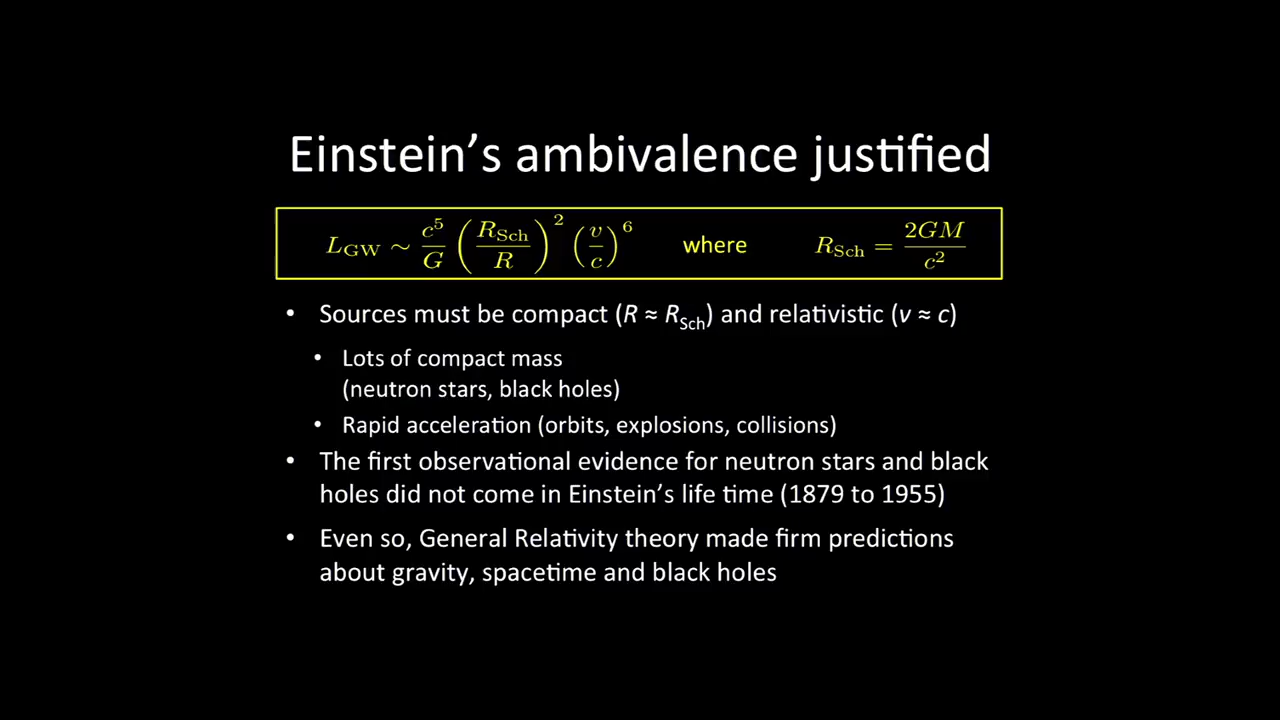 Einstein's ambivalence justified
L_GW ~ c^5/G (R_Sch/R)^2 (v/c)^6 where R_Sch = 2GM/c^2
• Sources must be compact (R ≈ R_Sch) and relativistic (v ≈ c)
• Lots of compact mass
(neutron stars, black holes)
• Rapid acceleration (orbits, explosions, collisions)
• The first observational evidence for neutron stars and black
holes did not come in Einstein's life time (1879 to 1955)
• Even so, General Relativity theory made firm predictions
about gravity, spacetime and black holes